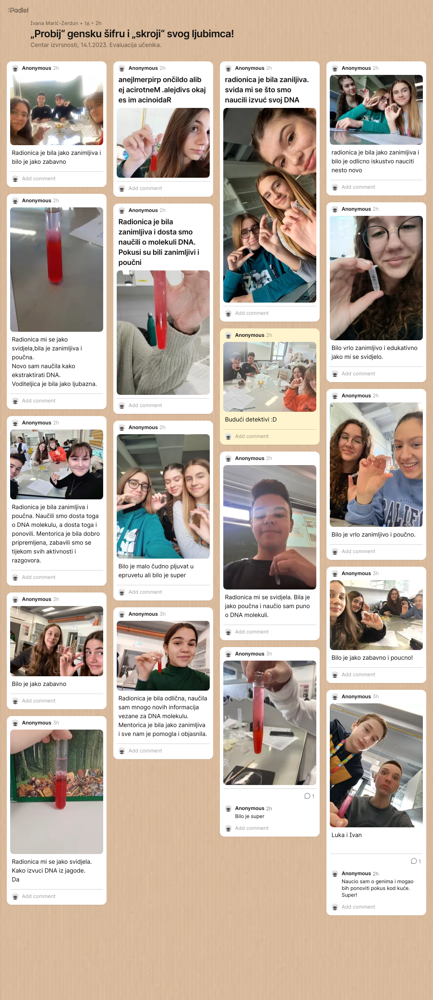 :Padlet
Ivana Marić-Zerdun + 16 • 2h
„Probij“ gensku šifru i „skroji“ svog ljubimca!
Centar izvrsnosti, 14.1.2023. Evaluacija učenika.
Anonymous 2h
Radionica je bila jako zanimljiva i
bilo je jako zabavno
Add comment
Anonymous 2h
Radionica mi se jako
svidjela,bila je zanimljiva i
poučna.
Novo sam naučila kako
ekstraktirati DNA.
Voditeljica je bila jako ljubazna.
Add comment
Anonymous 2h
Radionica je bila zanimljiva i
poučna. Naučili smo dosta toga
o DNA molekulu, a dosta toga i
ponovili. Mentorica je bila dobro
pripremljena, zabavili smo se
tijekom svih aktivnosti i
razgovora.
Add comment
Anonymous 3h
Bilo je jako zabavno
Add comment
Anonymous 3h
Radionica mi se jako svidjela.
Kako izvuci DNA iz jagode.
Da
Add comment
Anonymous 2h
anejlmerpirp ončildo alib
ej acirotneM .alejdivs okaj
es im acinoidaR
Add comment
Anonymous 2h
Radionica je bila
zanimljiva i dosta smo
naučili o molekuli DNA.
Pokusi su bili zanimljivi i
poučni
Add comment
Anonymous 2h
Bilo je malo čudno pljuvat u
epruvetu ali bilo je super
Add comment
Anonymous 3h
Radionica je bila odlična, naučila
sam mnogo novih informacija
vezane za DNA molekulu.
Mentorica je bila jako zanimljiva
i sve nam je pomogla i objasnila.
Add comment
Anonymous 2h
radionica je bila zaniljiva.
svida mi se što smo
naucili izvuć svoj DNA
Add comment
Anonymous 2h
Budući detektivi :D
Add comment
Anonymous 2h
Radionica mi se svidjela. Bila je
jako poučna i naučio sam puno
o DNA molekuli.
Add comment
Anonymous 3h
1
Anonymous 2h
Bilo je super
Add comment
Anonymous 2h
radionica je bila jako zanimljiva i
bilo je odlicno iskustvo nauciti
nesto novo
Add comment
Anonymous 2h
Bilo vrlo zanimljivo i edukativno
jako mi se svidjelo.
Add comment
Anonymous 2h
Bilo je vrlo zanimljivo i poučno.
Add comment
Anonymous 3h
Bilo je jako zabavno i poucno!
Add comment
Anonymous 3h
Luka i Ivan
1
Anonymous 2h
Naucio sam o genima i mogao
bih ponoviti pokus kod kuće.
Super!
Add comment